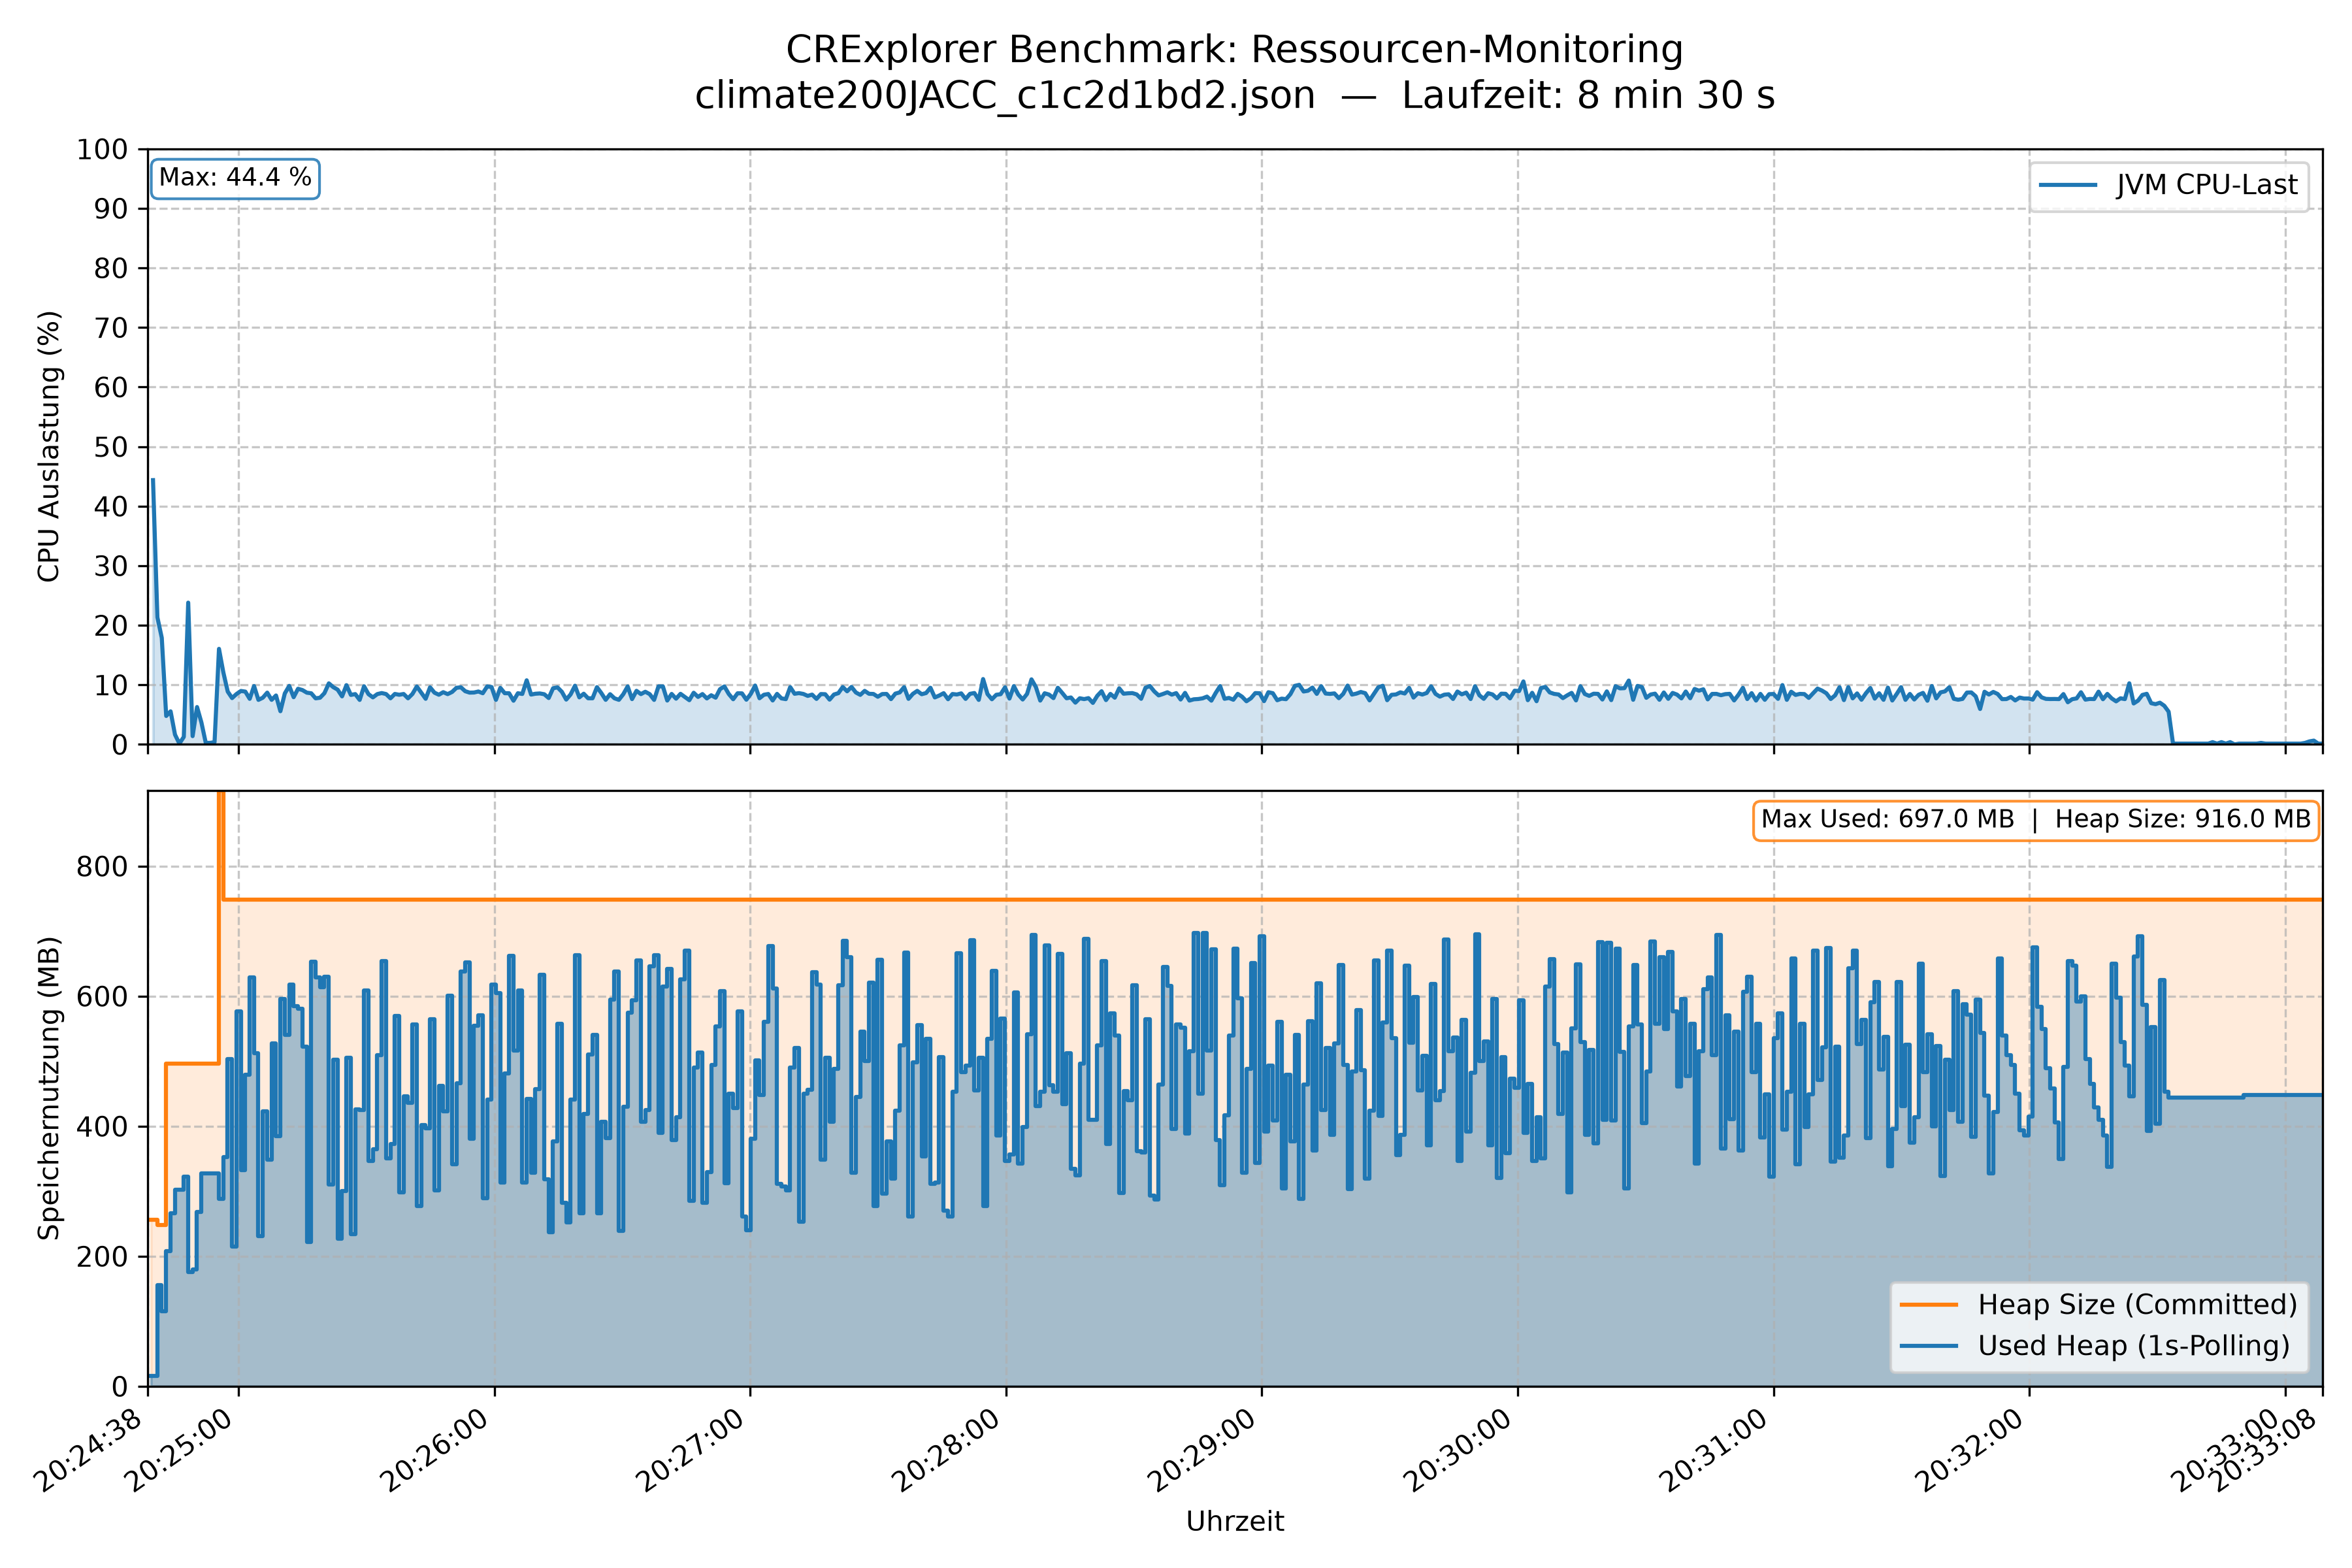 CRExplorer Benchmark: Ressourcen-Monitoring
climate200JACC_c1c2d1bd2.json — Laufzeit: 8 min 30 s
Max: 44.4 %
JVM CPU-Last
CPU Auslastung (%)
100
90
80
70
60
50
40
30
20
10
0
Max Used: 697.0 MB | Heap Size: 916.0 MB
Speichernutzung (MB)
800
600
400
200
0
Heap Size (Committed)
Used Heap (1s-Polling)
20:24:38
20:25:00
20:26:00
20:27:00
20:28:00
20:29:00
20:30:00
20:31:00
20:32:00
20:33:00
20:33:08
Uhrzeit